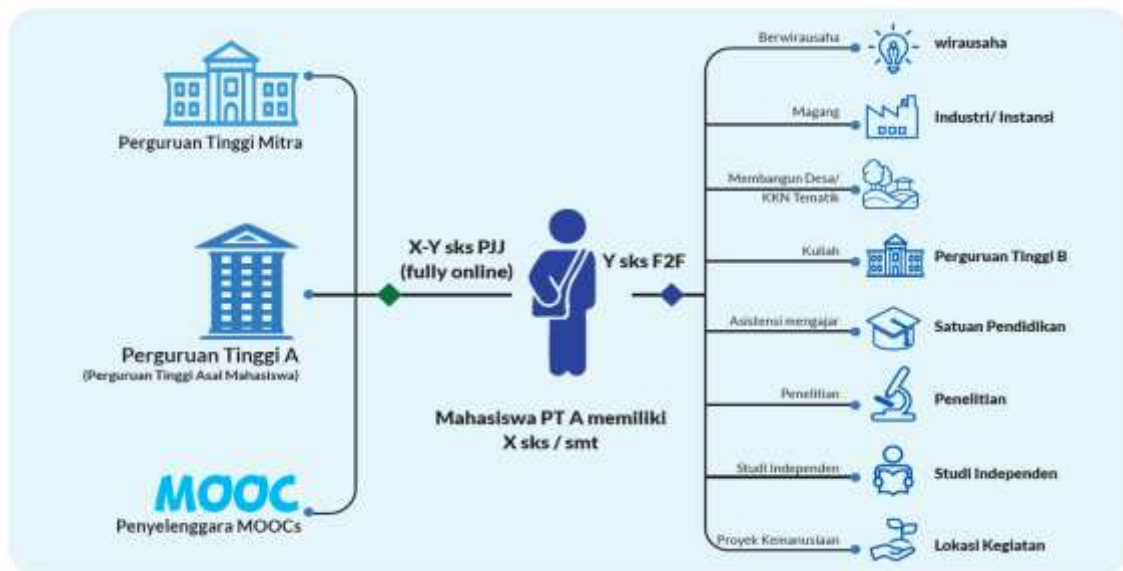 Perguruan Tinggi Mitra
Perguruan Tinggi A
(Perguruan Tinggi Asal Mahasiswa)
MOOC
Penyelenggara MOOCs
X-Y sks PJJ
(fully online)
Y sks F2F
Mahasiswa PT A memiliki
X sks / smt
Berwirausaha
wirausaha
Magang
Industri/ Instansi
Membangun Desa/
KKN Tematik
Kuliah
Perguruan Tinggi B
Asistensi mengajar
Satuan Pendidikan
Penelitian
Penelitian
Studi Independen
Studi Independen
Proyek Kemanusiaan
Lokasi Kegiatan